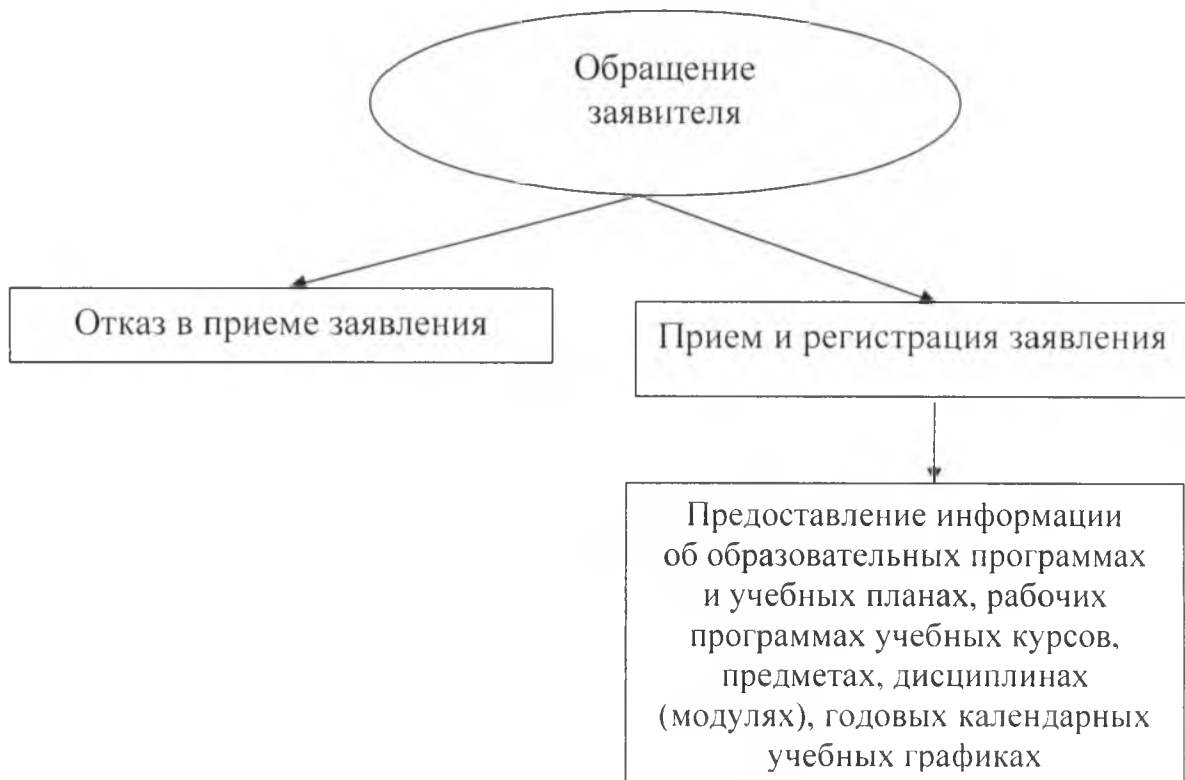 Обращение
заявителя
Отказ в приеме заявления
Прием и регистрация заявления
Предоставление информации
об образовательных программах
и учебных планах, рабочих
программах учебных курсов,
предметах, дисциплинах
(модулях), годовых календарных
учебных графиках